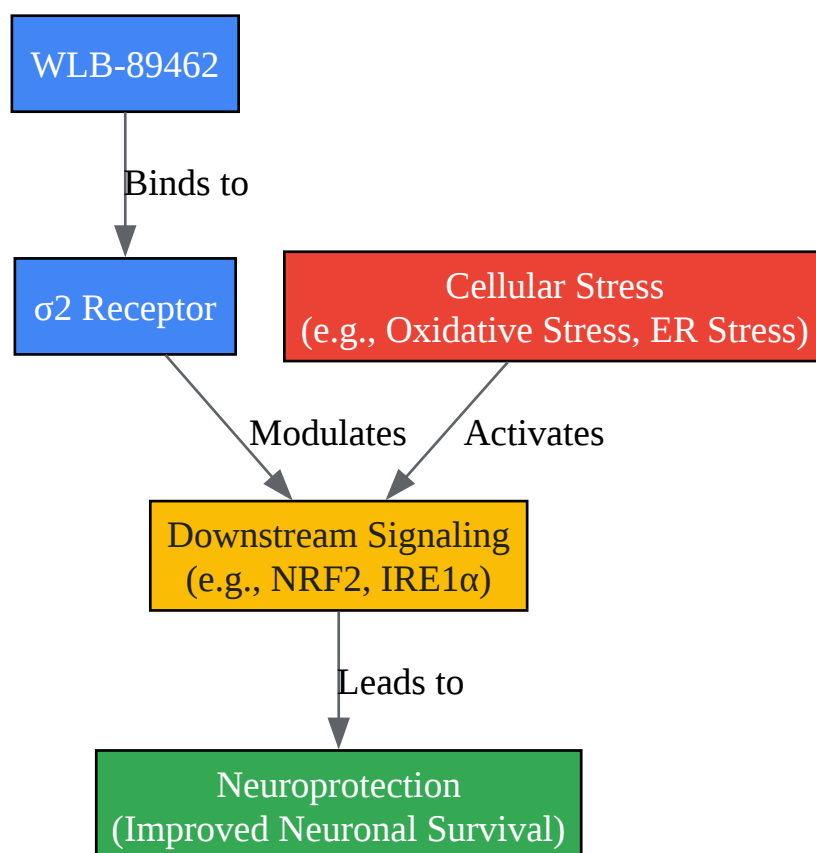 WLB-89462
Binds to
σ2 Receptor
Cellular Stress
(e.g., Oxidative Stress, ER Stress)
Modulates
Activates
Downstream Signaling
(e.g., NRF2, IRE1α)
Leads to
Neuroprotection
(Improved Neuronal Survival)